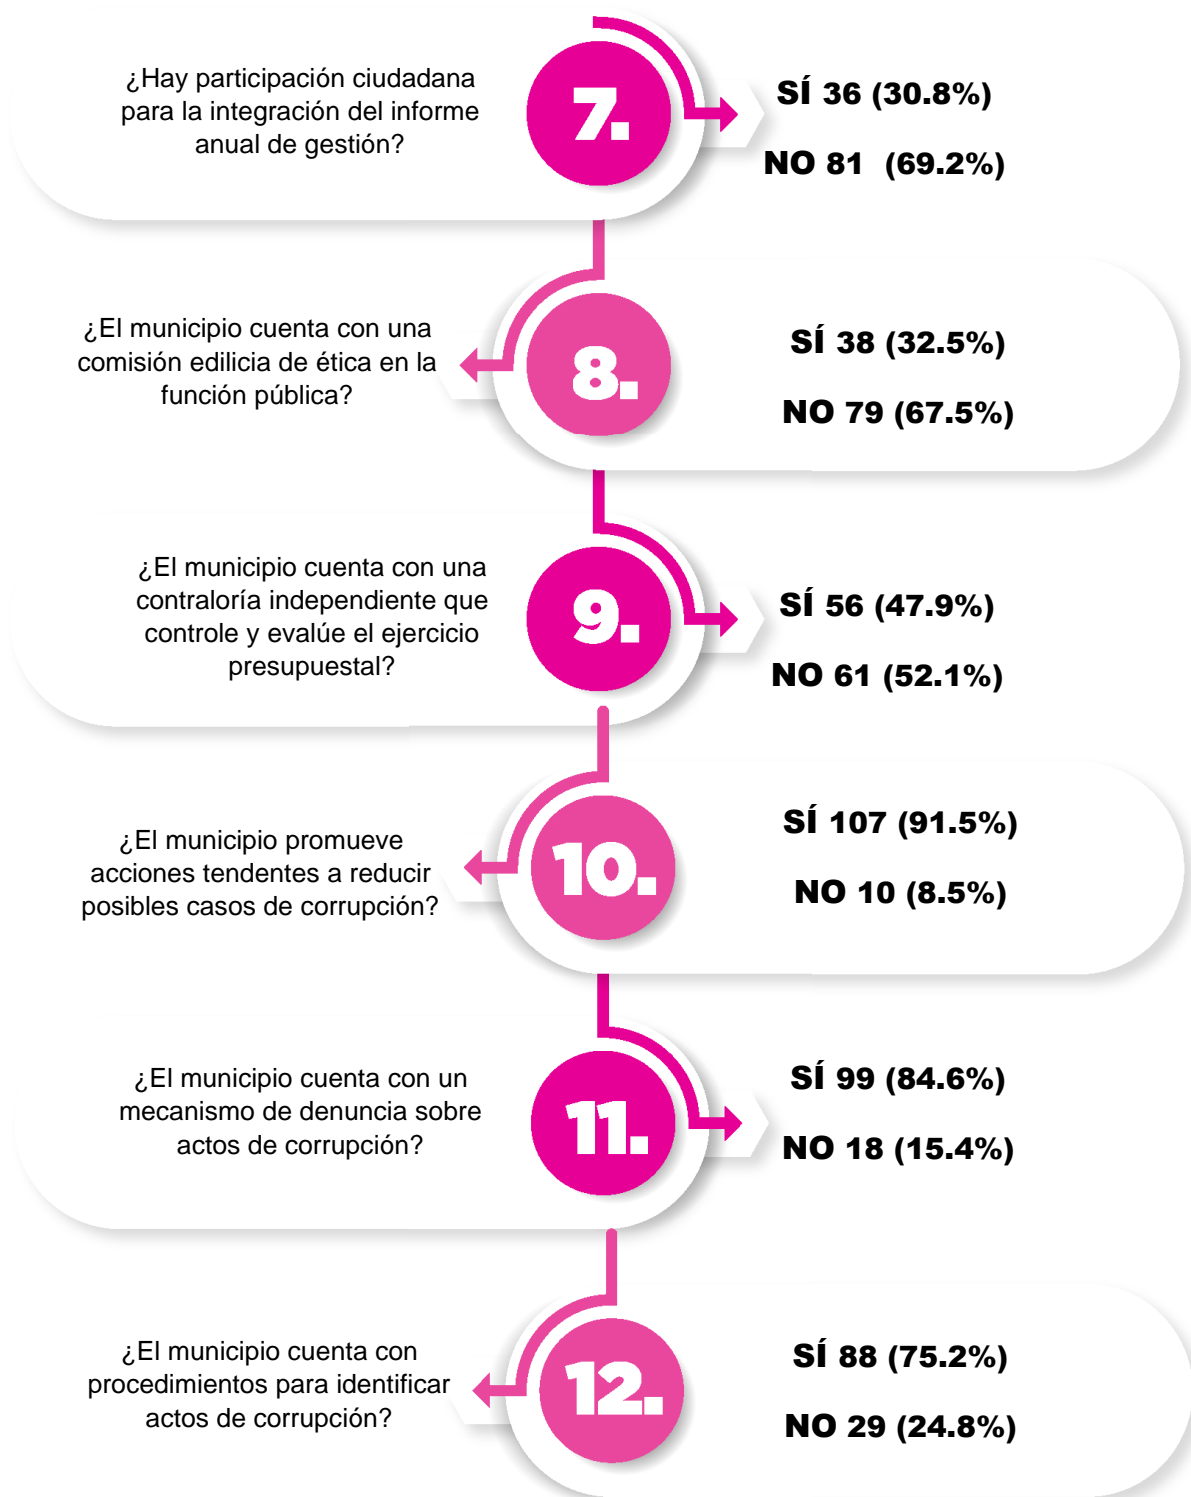 ¿Hay participación ciudadana
para la integración del informe
anual de gestión?
7.
SÍ 36 (30.8%)
NO 81 (69.2%)
¿El municipio cuenta con una
comisión edilicia de ética en la
función pública?
8.
SÍ 38 (32.5%)
NO 79 (67.5%)
¿El municipio cuenta con una
contraloría independiente que
controle y evalúe el ejercicio
presupuestal?
9.
SÍ 56 (47.9%)
NO 61 (52.1%)
¿El municipio promueve
acciones tendentes a reducir
posibles casos de corrupción?
10.
SÍ 107 (91.5%)
NO 10 (8.5%)
¿El municipio cuenta con un
mecanismo de denuncia sobre
actos de corrupción?
11.
SÍ 99 (84.6%)
NO 18 (15.4%)
¿El municipio cuenta con
procedimientos para identificar
actos de corrupción?
12.
SÍ 88 (75.2%)
NO 29 (24.8%)